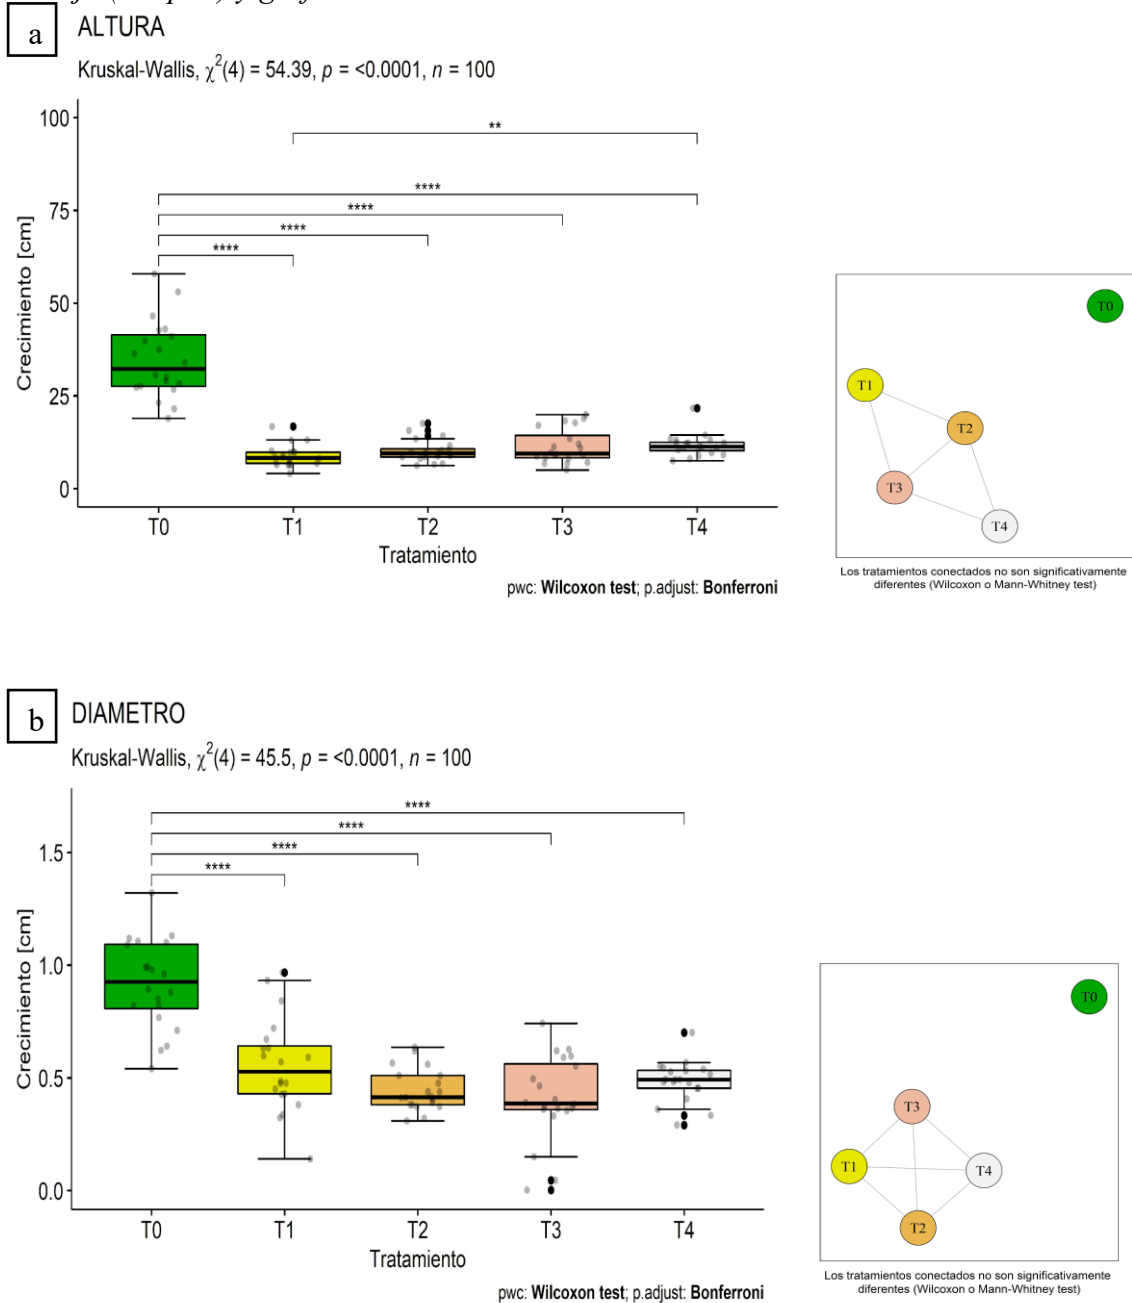 a
ALTURA
Kruskal-Wallis, χ²(4) = 54.39, p = <0.0001, n = 100
**
****
****
****
****
100
75
50
25
0
Crecimiento [cm]
T0 T1 T2 T3 T4
Tratamiento
pwc: Wilcoxon test; p.adjust: Bonferroni
T0
T1
T2
T3
T4
Los tratamientos conectados no son significativamente
diferentes (Wilcoxon o Mann-Whitney test)
b
DIAMETRO
Kruskal-Wallis, χ²(4) = 45.5, p = <0.0001, n = 100
****
****
****
****
1.5
1.0
0.5
0.0
Crecimiento [cm]
T0 T1 T2 T3 T4
Tratamiento
pwc: Wilcoxon test; p.adjust: Bonferroni
T0
T3
T1
T4
T2
Los tratamientos conectados no son significativamente
diferentes (Wilcoxon o Mann-Whitney test)